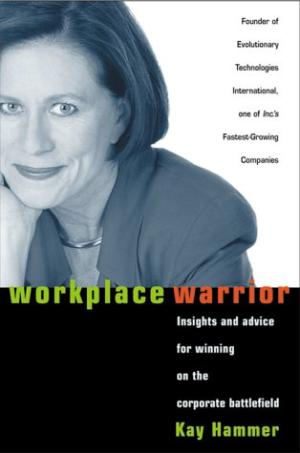 Founder of
Evolutionary
Technologies
International,
one of Inc.'s
Fastest-Growing
Companies
workplace warrior
Insights and advice
for winning
on the
corporate battlefield
Kay Hammer